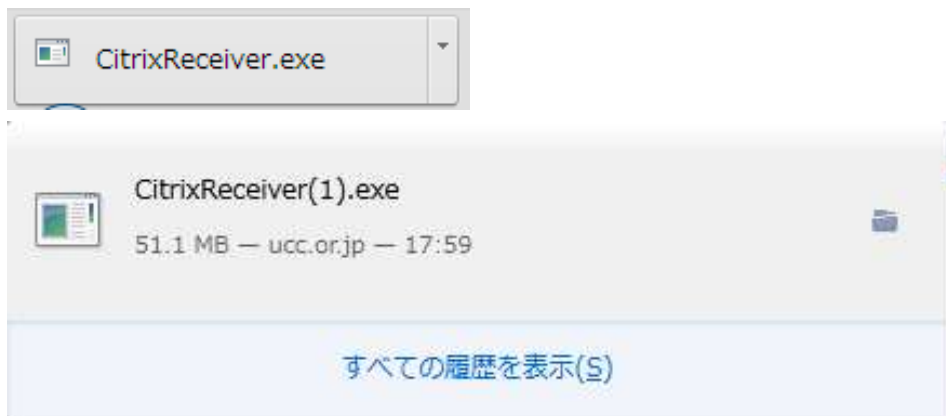 CitrixReceiver.exe
CitrixReceiver(1).exe
51.1 MB — ucc.or.jp — 17:59
すべての履歴を表示(S)